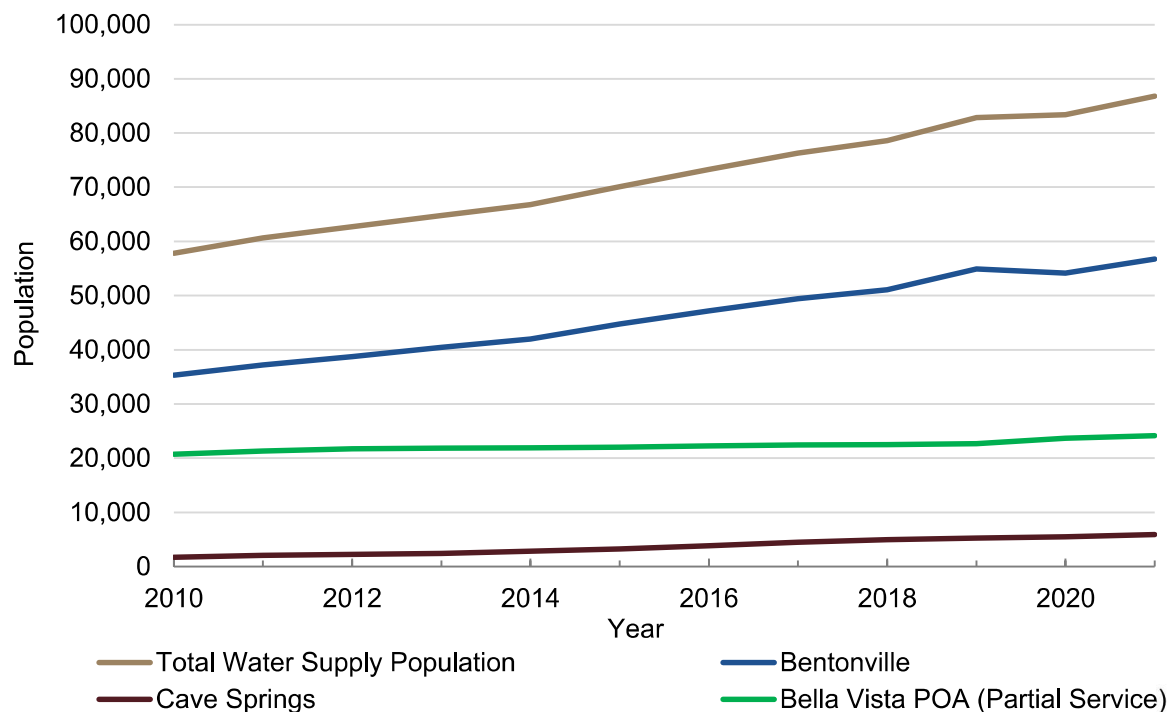 100,000
90,000
80,000
70,000
60,000
50,000
40,000
30,000
20,000
10,000
0
Population
2010 2012 2014 2016 2018 2020
Year
Total Water Supply Population Bentonville
Cave Springs Bella Vista POA (Partial Service)